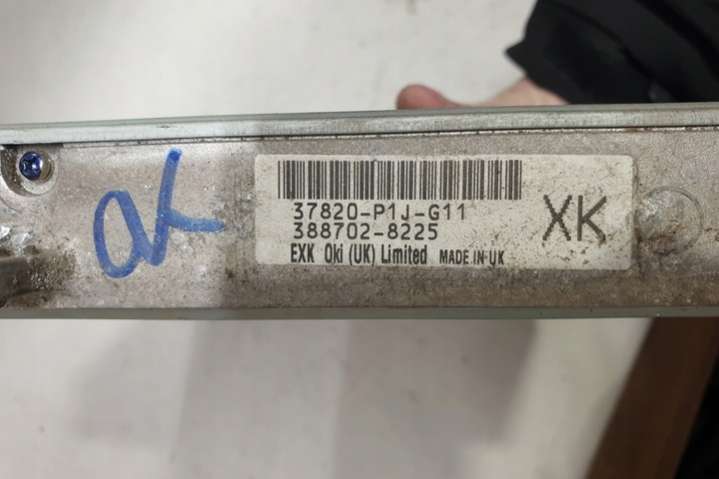 37820-P1J-G11
388702-8225
EXK Oki (UK) Limited MADE IN UK
XK
OK